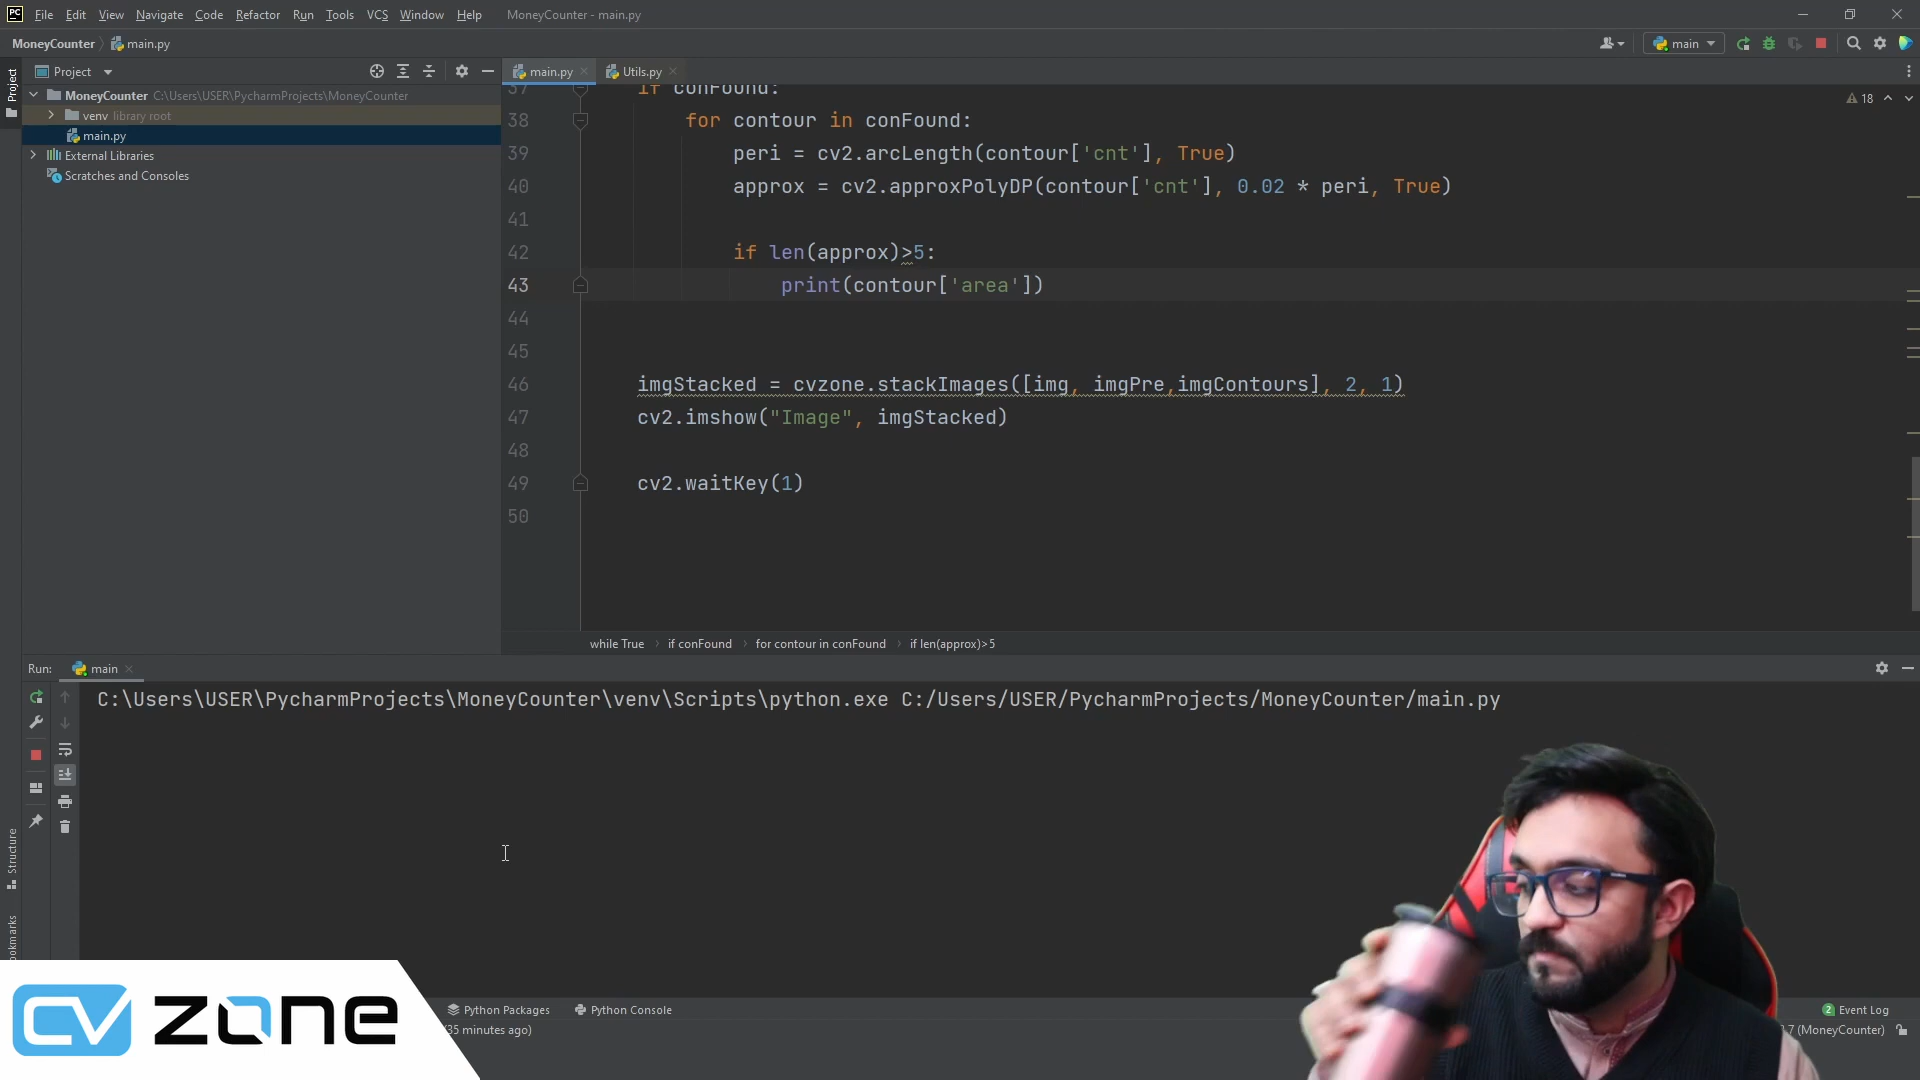 PC File Edit View Navigate Code Refactor Run Tools VCS Window Help MoneyCounter - main.py
MoneyCounter main.py
main
Project
Project
MoneyCounter C:\Users\USER\PycharmProjects\MoneyCounter
venv library root
main.py
External Libraries
Scratches and Consoles
main.py Utils.py
18
37 if conFound:
38 for contour in conFound:
39 peri = cv2.arcLength(contour['cnt'], True)
40 approx = cv2.approxPolyDP(contour['cnt'], 0.02 * peri, True)
41
42 if len(approx)>5:
43 print(contour['area'])
44
45
46 imgStacked = cvzone.stackImages([img, imgPre,imgContours], 2, 1)
47 cv2.imshow("Image", imgStacked)
48
49 cv2.waitKey(1)
50
while True if conFound for contour in conFound if len(approx)>5
Run: main
C:\Users\USER\PycharmProjects\MoneyCounter\venv\Scripts\python.exe C:/Users/USER/PycharmProjects/MoneyCounter/main.py
Structure
Python Packages Python Console
2 Event Log
35 minutes ago)
7 (MoneyCounter)
CV ZONE